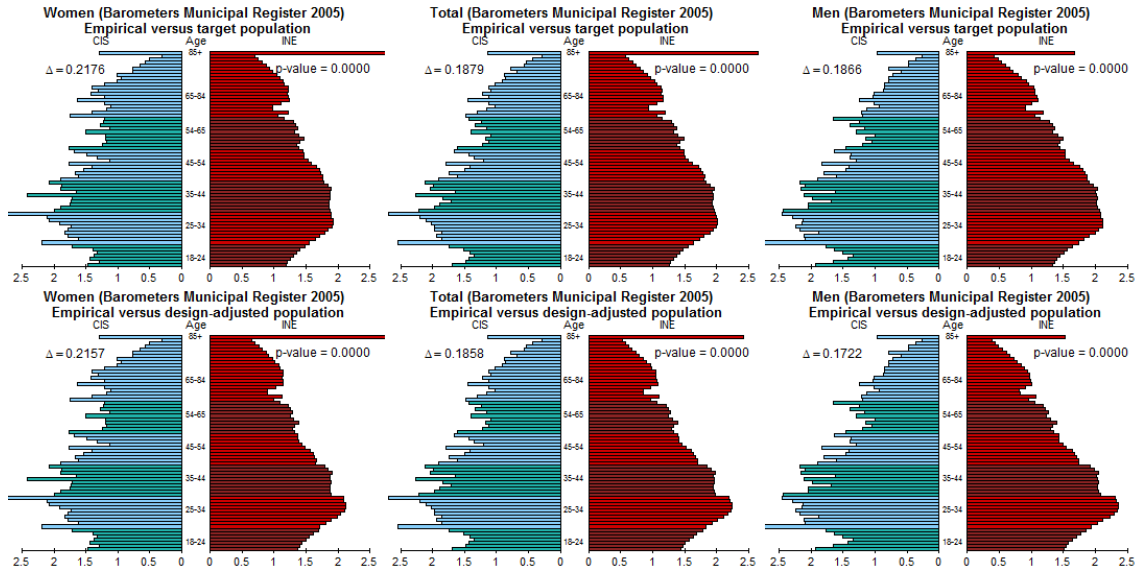 Women (Barometers Municipal Register 2005)
Empirical versus target population
CIS Age INE
Δ = 0.2176
p-value = 0.0000
85+
65-84
54-65
45-54
35-44
25-34
18-24
2.5 2 1.5 1 0.5 0
0 0.5 1 1.5 2 2.5
Total (Barometers Municipal Register 2005)
Empirical versus target population
CIS Age INE
Δ = 0.1879
p-value = 0.0000
85+
65-84
54-65
45-54
35-44
25-34
18-24
2.5 2 1.5 1 0.5 0
0 0.5 1 1.5 2 2.5
Men (Barometers Municipal Register 2005)
Empirical versus target population
CIS Age INE
Δ = 0.1866
p-value = 0.0000
85+
65-84
54-65
45-54
35-44
25-34
18-24
2.5 2 1.5 1 0.5 0
0 0.5 1 1.5 2 2.5
Women (Barometers Municipal Register 2005)
Empirical versus design-adjusted population
CIS Age INE
Δ = 0.2157
p-value = 0.0000
85+
65-84
54-65
45-54
35-44
25-34
18-24
2.5 2 1.5 1 0.5 0
0 0.5 1 1.5 2 2.5
Total (Barometers Municipal Register 2005)
Empirical versus design-adjusted population
CIS Age INE
Δ = 0.1858
p-value = 0.0000
85+
65-84
54-65
45-54
35-44
25-34
18-24
2.5 2 1.5 1 0.5 0
0 0.5 1 1.5 2 2.5
Men (Barometers Municipal Register 2005)
Empirical versus design-adjusted population
CIS Age INE
Δ = 0.1722
p-value = 0.0000
85+
65-84
54-65
45-54
35-44
25-34
18-24
2.5 2 1.5 1 0.5 0
0 0.5 1 1.5 2 2.5